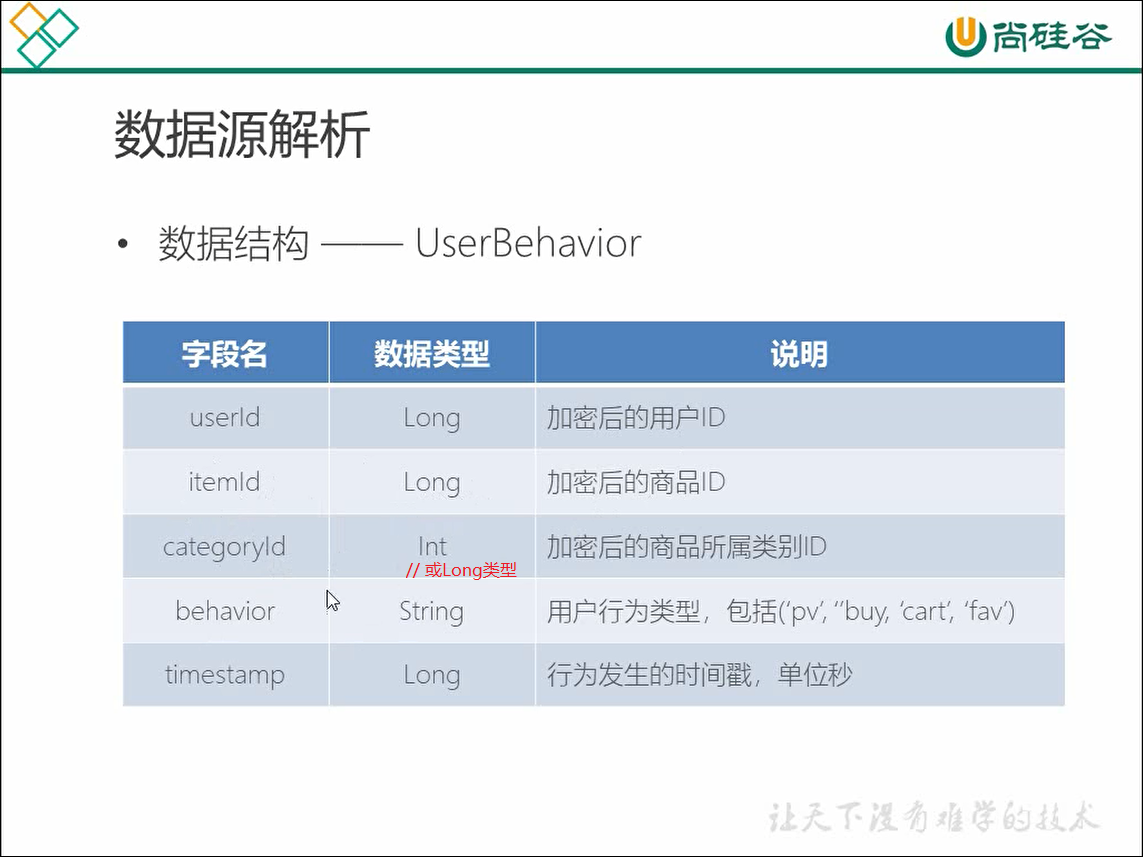 尚硅谷
数据源解析
• 数据结构 —— UserBehavior
字段名 数据类型 说明
userId Long 加密后的用户ID
itemId Long 加密后的商品ID
categoryId Int 加密后的商品所属类别ID
// 或Long类型
behavior String 用户行为类型，包括(‘pv’, ‘’buy, ‘cart’, ‘fav’)
timestamp Long 行为发生的时间戳，单位秒
让天下没有难学的技术